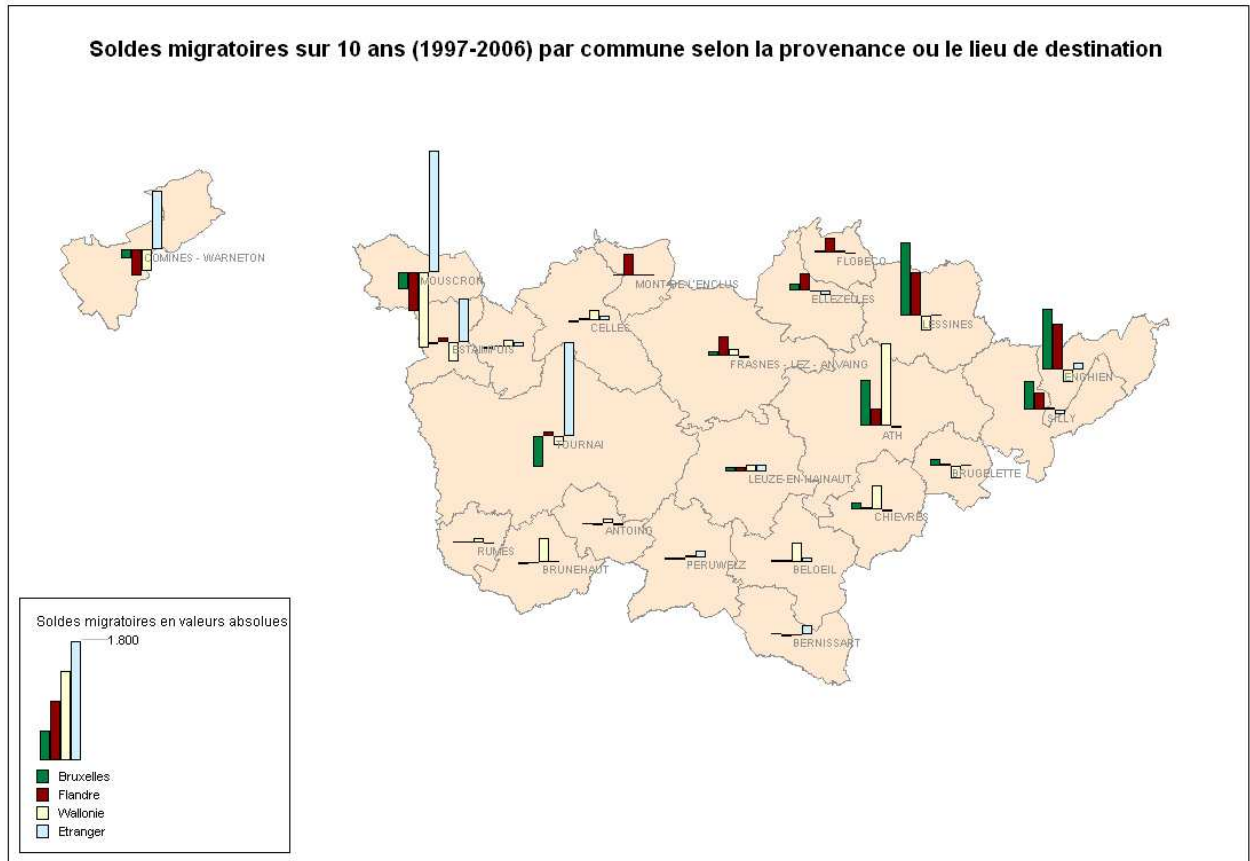 Soldes migratoires sur 10 ans (1997-2006) par commune selon la provenance ou le lieu de destination
COMINES - WARNETON
MOUSCRON
MONT-DE-L'ENCLUS
FLOBECQ
ELLEZELLES
LESSINES
CELLES
ESTAIMPUIS
FRASNES - LEZ - ANVAING
ENGHIEN
SILLY
ATH
TOURNAI
LEUZE-EN-HAINAUT
BRUGELETTE
CHIEVRES
ANTOING
RUMES
BRUNEHAUT
PERUWELZ
BELOEIL
BERNISSART
Soldes migratoires en valeurs absolues
1.800
Bruxelles
Flandre
Wallonie
Etranger